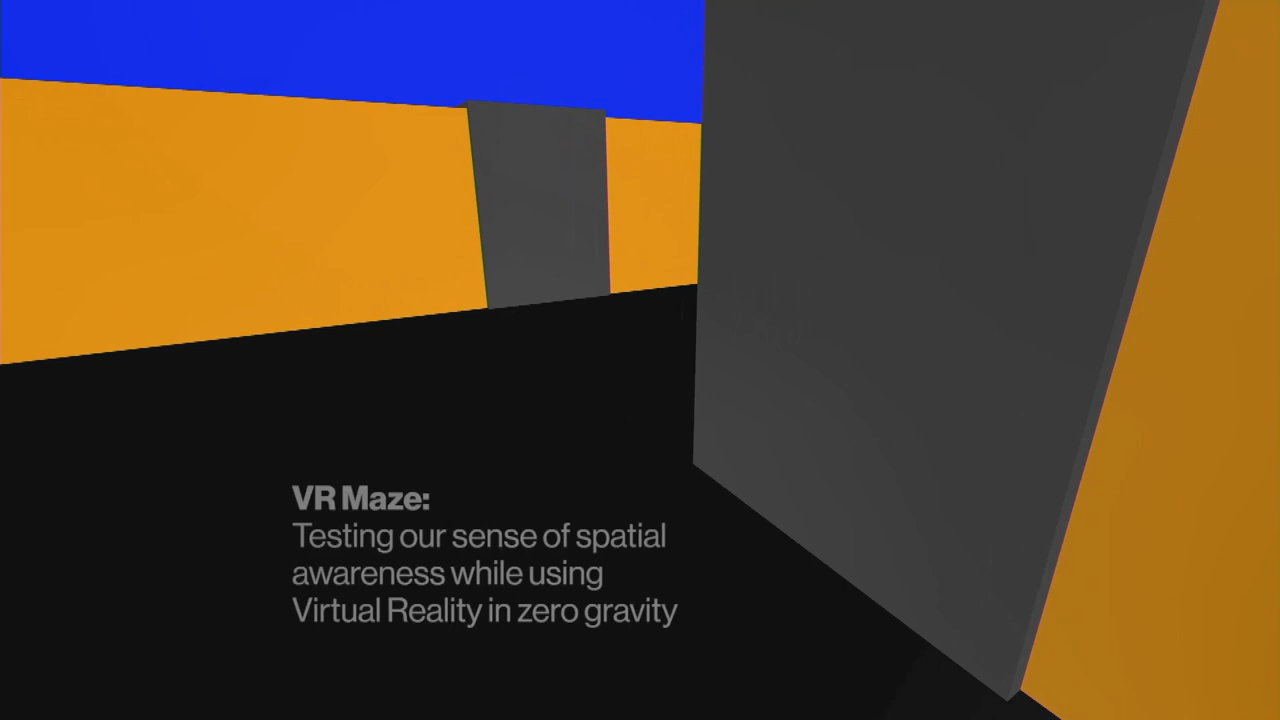 VR Maze:
Testing our sense of spatial
awareness while using
Virtual Reality in zero gravity